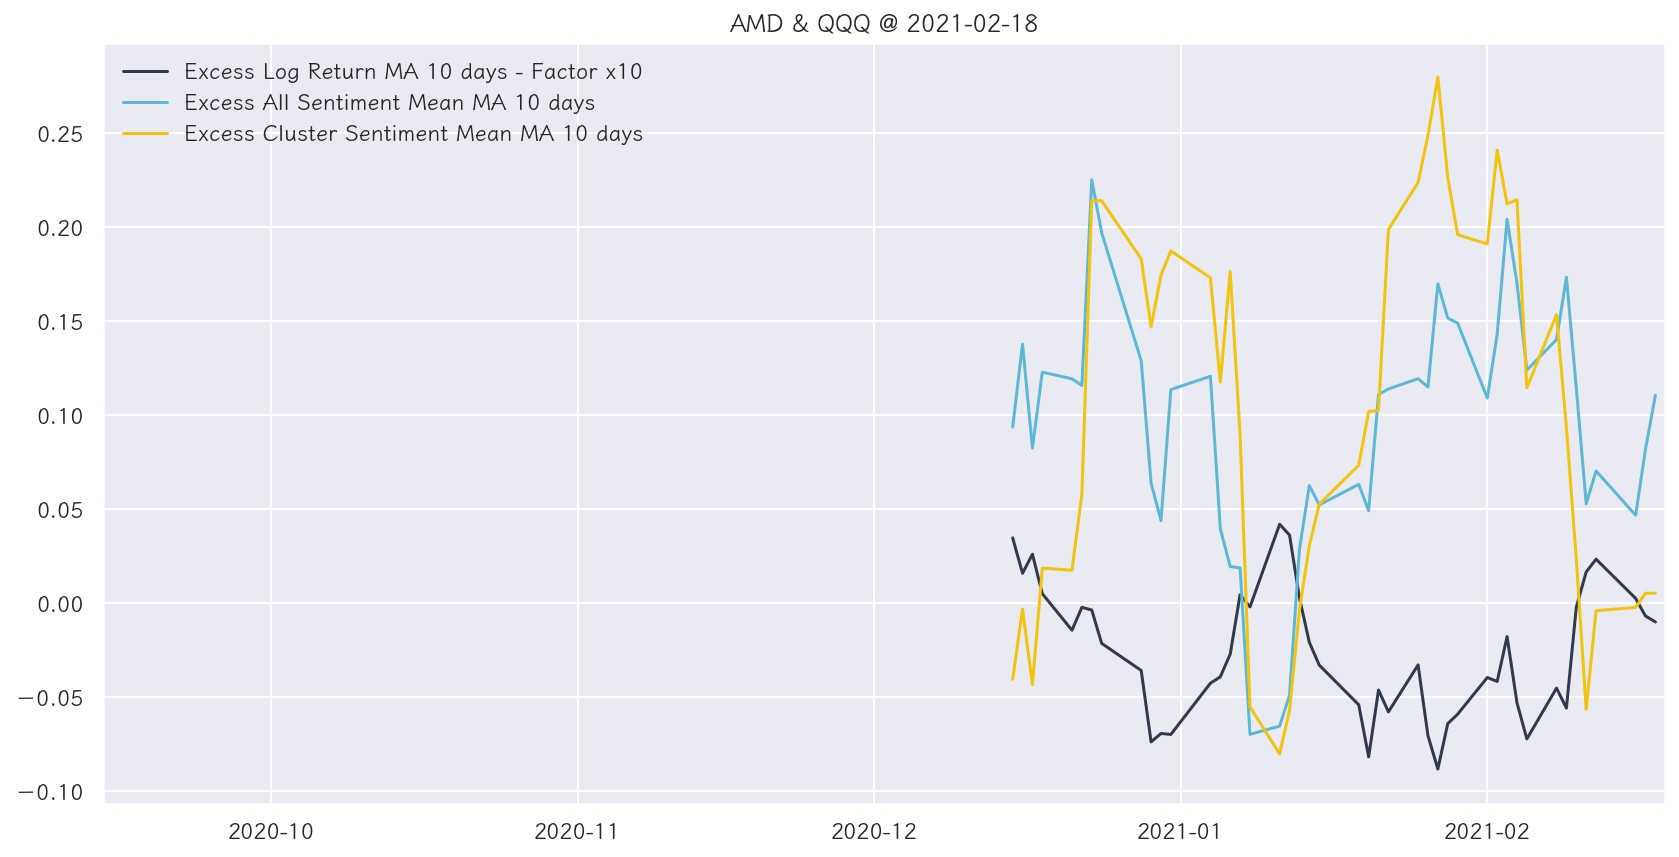 AMD & QQQ @ 2021-02-18
Excess Log Return MA 10 days - Factor x10
Excess All Sentiment Mean MA 10 days
Excess Cluster Sentiment Mean MA 10 days
0.25
0.20
0.15
0.10
0.05
0.00
−0.05
−0.10
2020-10 2020-11 2020-12 2021-01 2021-02